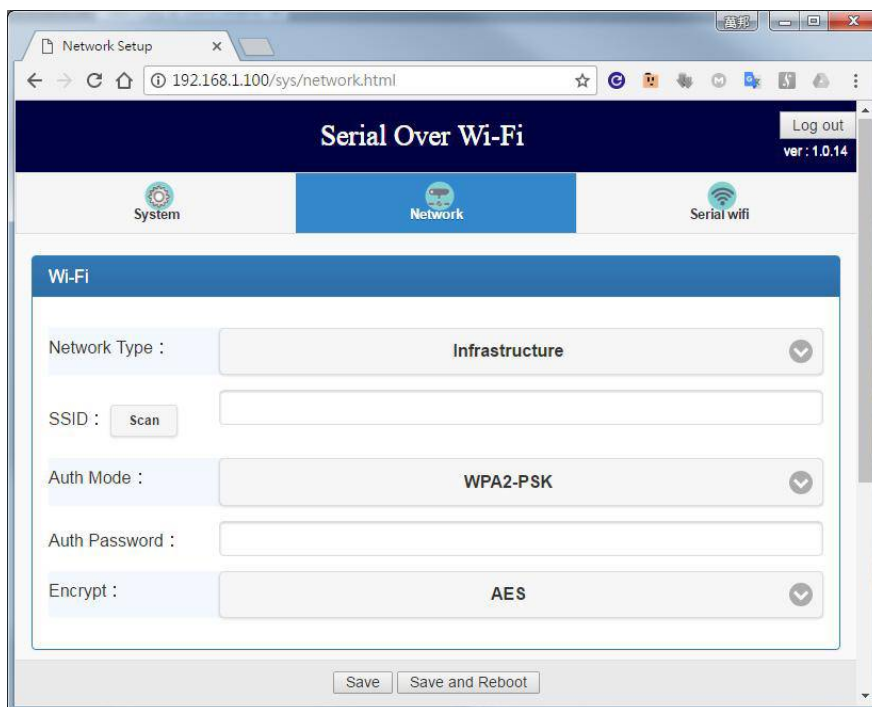 萬邦
Network Setup
192.168.1.100/sys/network.html
Serial Over Wi-Fi
Log out
ver : 1.0.14
System
Network
Serial wifi
Wi-Fi
Network Type：
Infrastructure
SSID：
Scan
Auth Mode：
WPA2-PSK
Auth Password：
Encrypt：
AES
Save
Save and Reboot